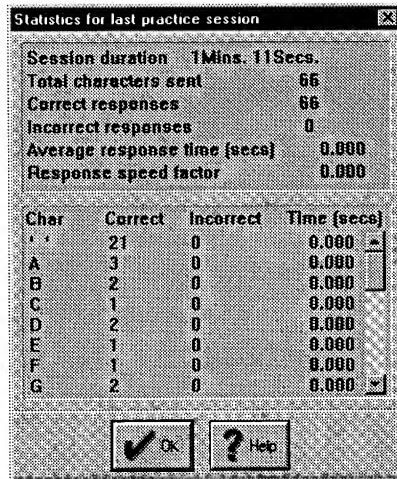 Statistics for last practice session
Session duration 1Mins. 11Secs.
Total characters sent 66
Correct responses 66
Incorrect responses 0
Average response time (secs) 0.000
Response speed factor 0.000
Char Correct Incorrect Time (secs)
' ' 21 0 0.000
A 3 0 0.000
B 2 0 0.000
C 1 0 0.000
D 2 0 0.000
E 1 0 0.000
F 1 0 0.000
G 2 0 0.000
OK ? Help